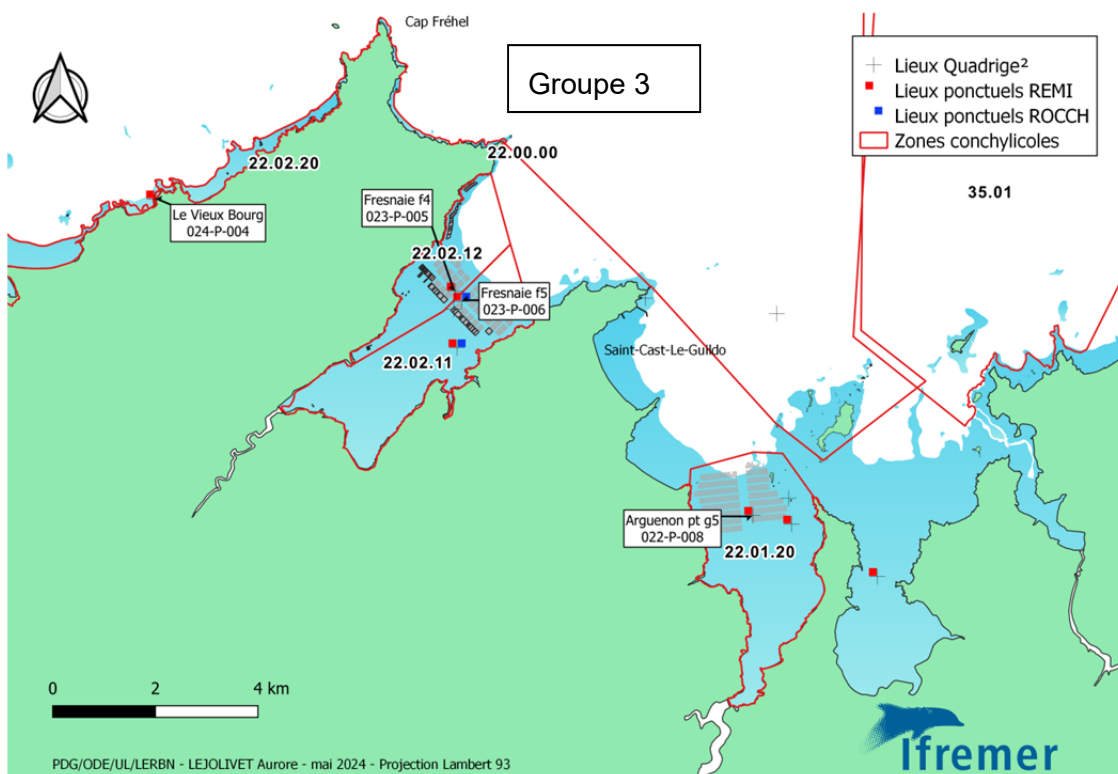 Cap Fréhel
Groupe 3
Lieux Quadrige²
Lieux ponctuels REMI
Lieux ponctuels ROCCH
Zones conchylicoles
22.00.00
22.02.20
35.01
Fresnaie f4
023-P-005
Le Vieux Bourg
024-P-004
22.02.12
Fresnaie f5
023-P-006
Saint-Cast-Le-Guildo
22.02.11
Arguenon pt g5
022-P-008
22.01.20
0 2 4 km
Ifremer
PDG/ODE/UL/LERBN - LEJOLIVET Aurore - mai 2024 - Projection Lambert 93